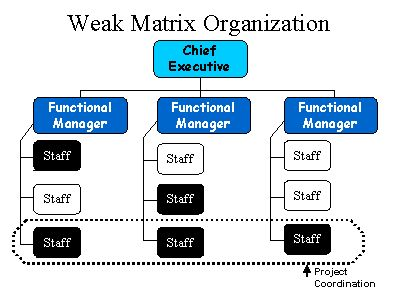 Weak Matrix Organization
Chief
Executive
Functional
Manager
Functional
Manager
Functional
Manager
Staff
Staff
Staff
Staff
Staff
Staff
Staff
Staff
Staff
Project
Coordination